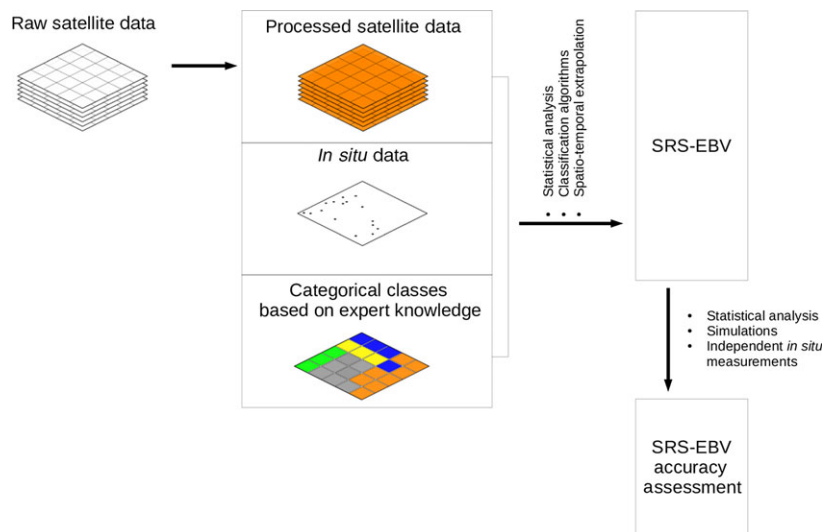 Raw satellite data
Processed satellite data
In situ data
Categorical classes
based on expert knowledge
• Statistical analysis
• Classification algorithms
• Spatio-temporal extrapolation
SRS-EBV
• Statistical analysis
• Simulations
• Independent in situ
measurements
SRS-EBV
accuracy
assessment